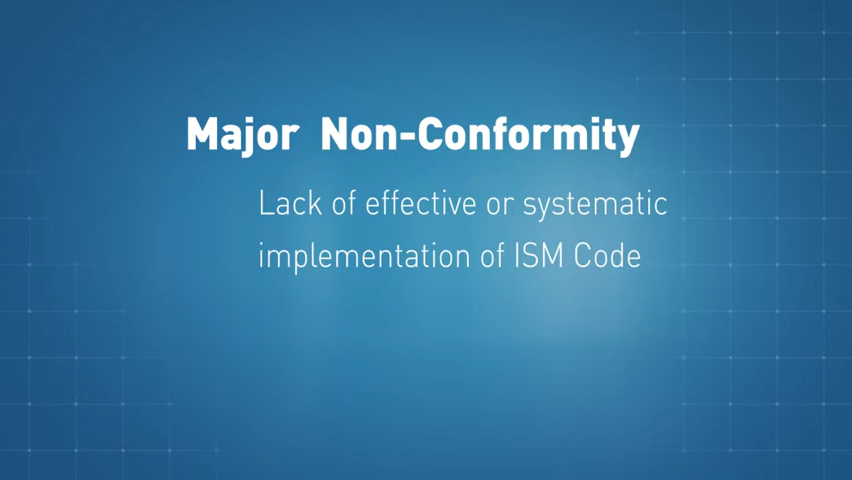 Major Non-Conformity
Lack of effective or systematic
implementation of ISM Code